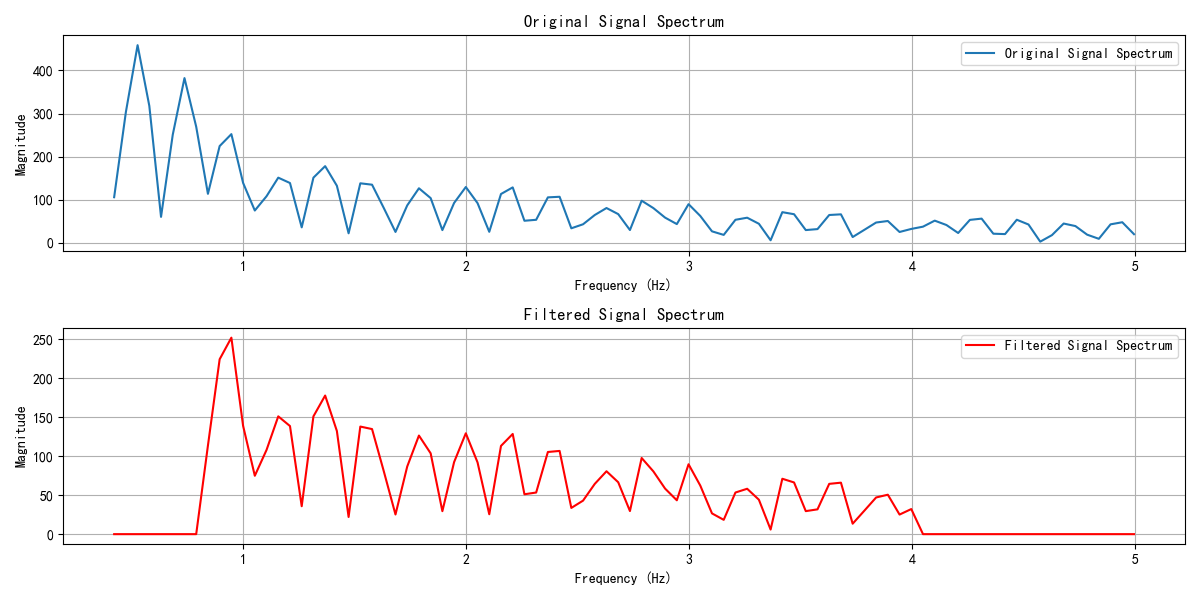 Original Signal Spectrum
Original Signal Spectrum
400
300
200
100
0
Magnitude
1 2 3 4 5
Frequency (Hz)
Filtered Signal Spectrum
Filtered Signal Spectrum
250
200
150
100
50
0
Magnitude
1 2 3 4 5
Frequency (Hz)